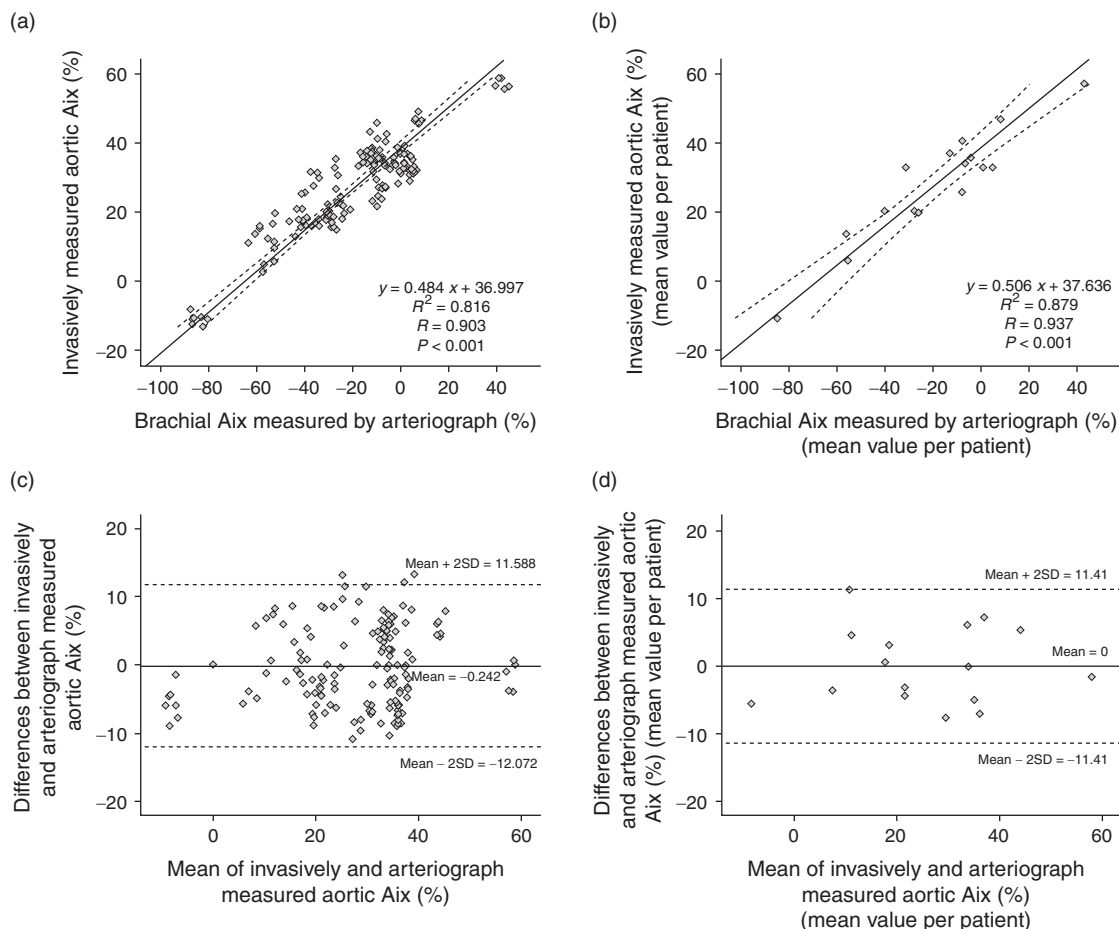 (a)
Invasively measured aortic Aix (%)
60
40
20
0
−20
y = 0.484 x + 36.997
R2 = 0.816
R = 0.903
P < 0.001
−100 −80 −60 −40 −20 0 20 40
Brachial Aix measured by arteriograph (%)
(b)
Invasively measured aortic Aix (%)
(mean value per patient)
60
40
20
0
−20
y = 0.506 x + 37.636
R2 = 0.879
R = 0.937
P < 0.001
−100 −80 −60 −40 −20 0 20 40
Brachial Aix measured by arteriograph (%)
(mean value per patient)
(c)
Differences between invasively
and arteriograph measured
aortic Aix (%)
20
10
0
−10
−20
Mean + 2SD = 11.588
Mean = −0.242
Mean − 2SD = −12.072
0 20 40 60
Mean of invasively and arteriograph
measured aortic Aix (%)
(d)
Differences between invasively
and arteriograph measured aortic
Aix (%) (mean value per patient)
20
10
0
−10
−20
Mean + 2SD = 11.41
Mean = 0
Mean − 2SD = −11.41
0 20 40 60
Mean of invasively and arteriograph
measured aortic Aix (%)
(mean value per patient)